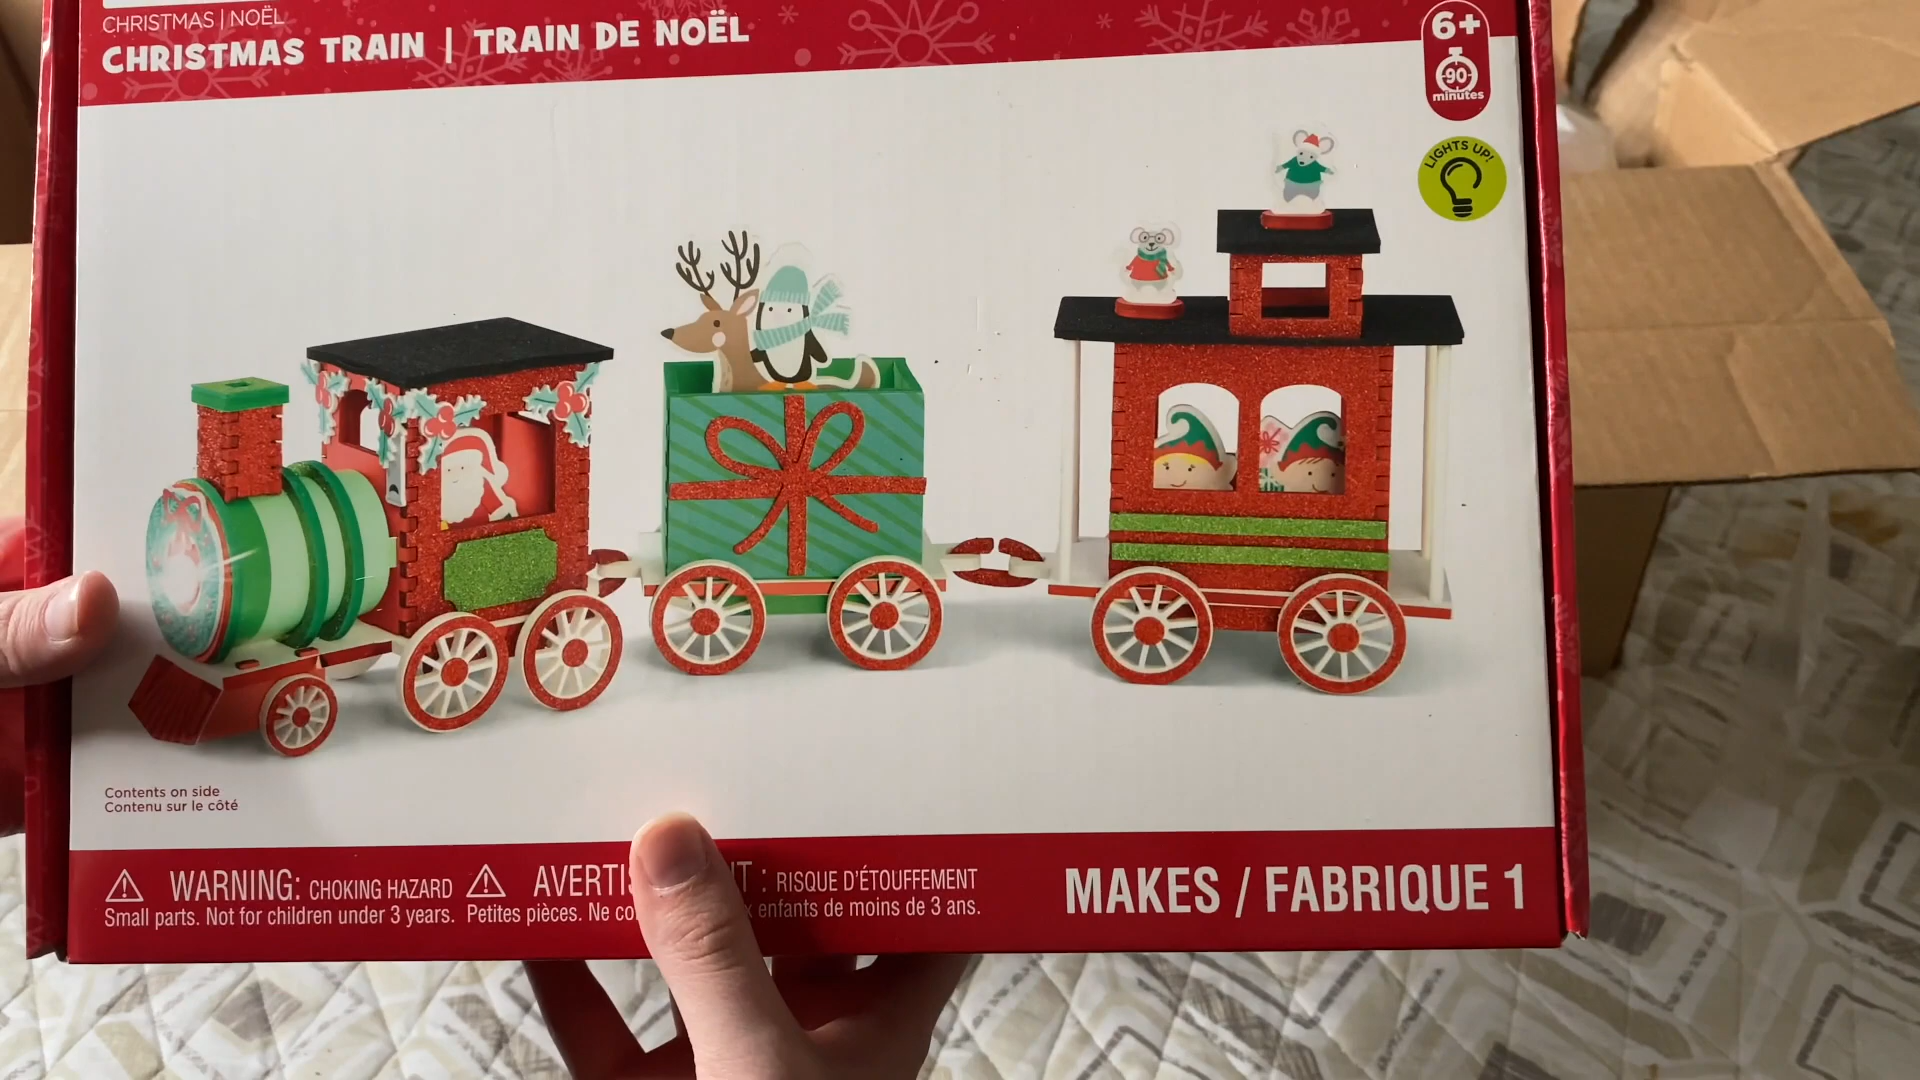 CHRISTMAS | NOËL
CHRISTMAS TRAIN | TRAIN DE NOËL
6+
90
minutes
LIGHTS UP!
Contents on side
Contenu sur le côté
WARNING: CHOKING HAZARD
Small parts. Not for children under 3 years.
: RISQUE D'ÉTOUFFEMENT
Petites pièces. Ne enfants de moins de 3 ans.
MAKES / FABRIQUE 1